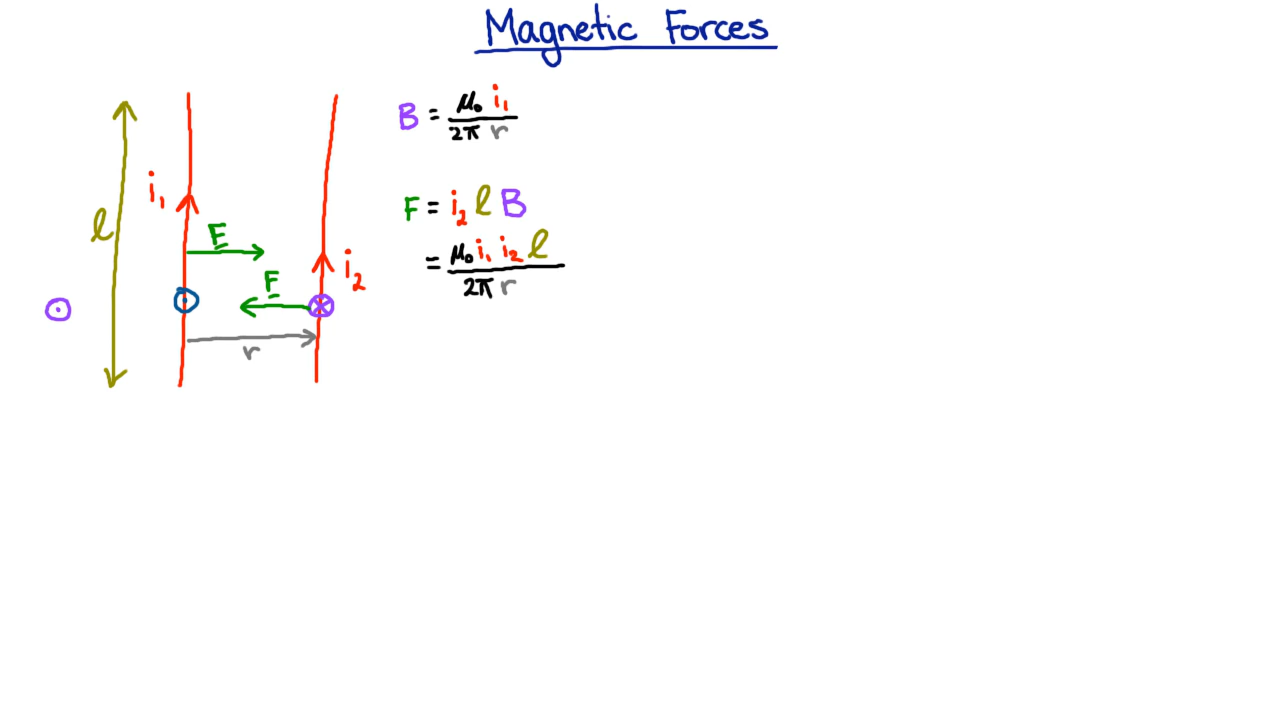 Magnetic Forces
B = μ₀ i₁ / 2π r
F = i₂ ℓ B
= μ₀ i₁ i₂ ℓ / 2π r
i₁
ℓ
F
F
i₂
r